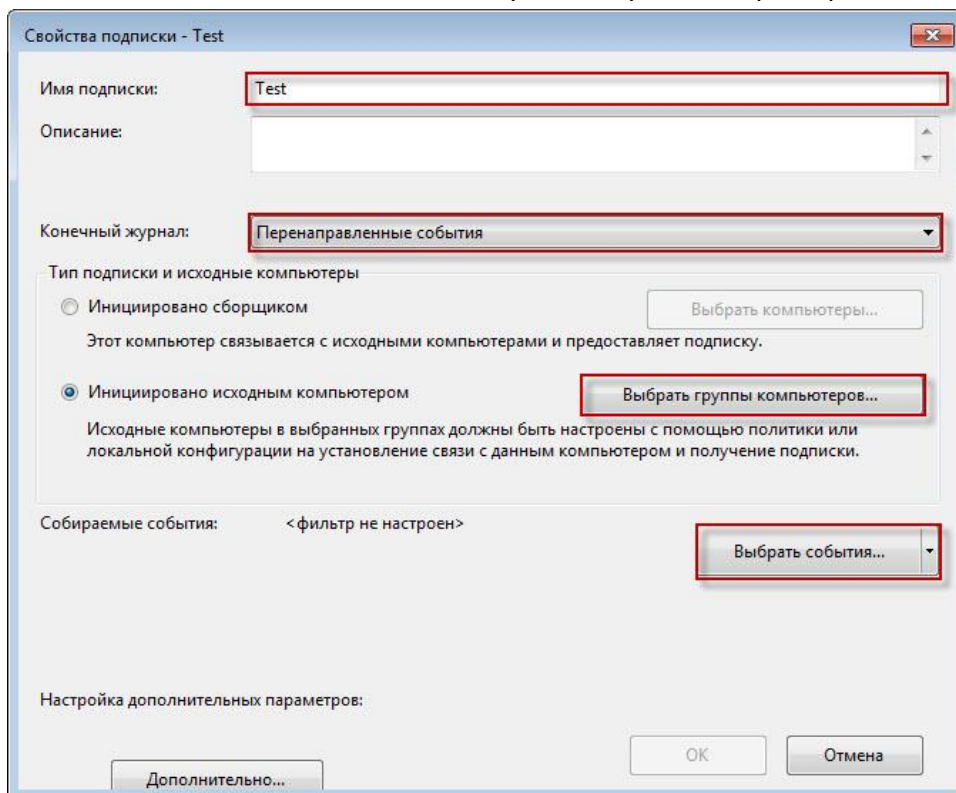 Свойства подписки - Test
Имя подписки:
Test
Описание:
Конечный журнал:
Перенаправленные события
Тип подписки и исходные компьютеры
Инициировано сборщиком
Выбрать компьютеры...
Этот компьютер связывается с исходными компьютерами и предоставляет подписку.
Инициировано исходным компьютером
Выбрать группы компьютеров...
Исходные компьютеры в выбранных группах должны быть настроены с помощью политики или
локальной конфигурации на установление связи с данным компьютером и получение подписки.
Собираемые события:
<фильтр не настроен>
Выбрать события...
Настройка дополнительных параметров:
ОК
Отмена
Дополнительно...